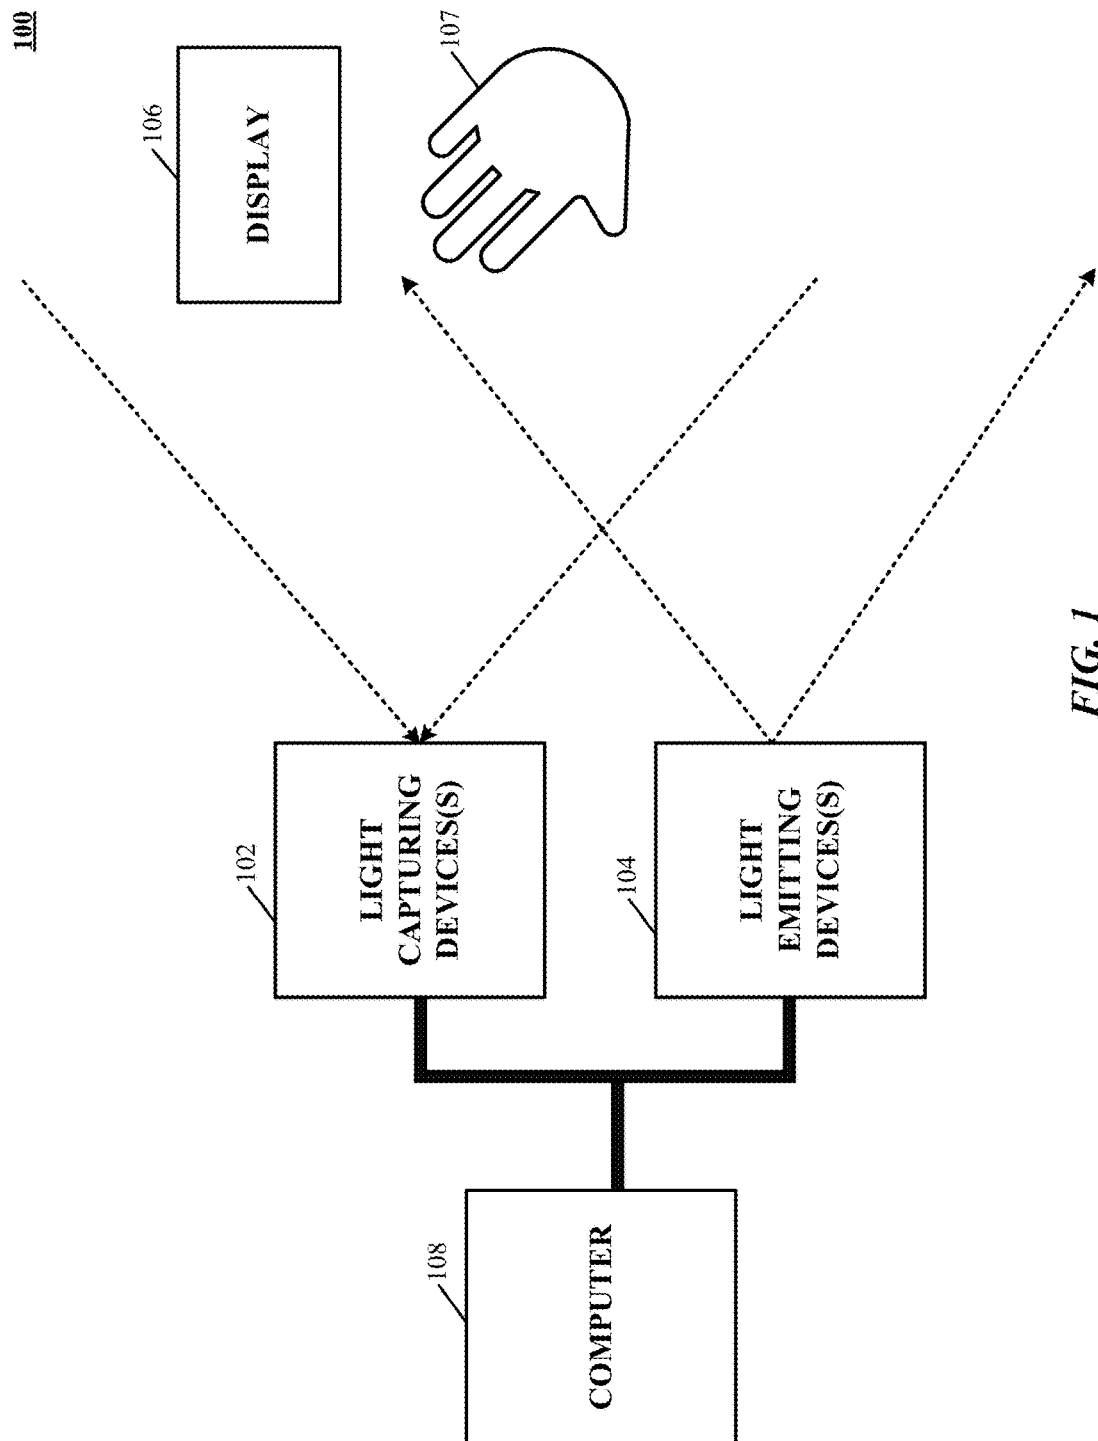 100
106
DISPLAY
107
102
LIGHT
CAPTURING
DEVICES(S)
104
LIGHT
EMITTING
DEVICES(S)
108
COMPUTER
FIG. 1